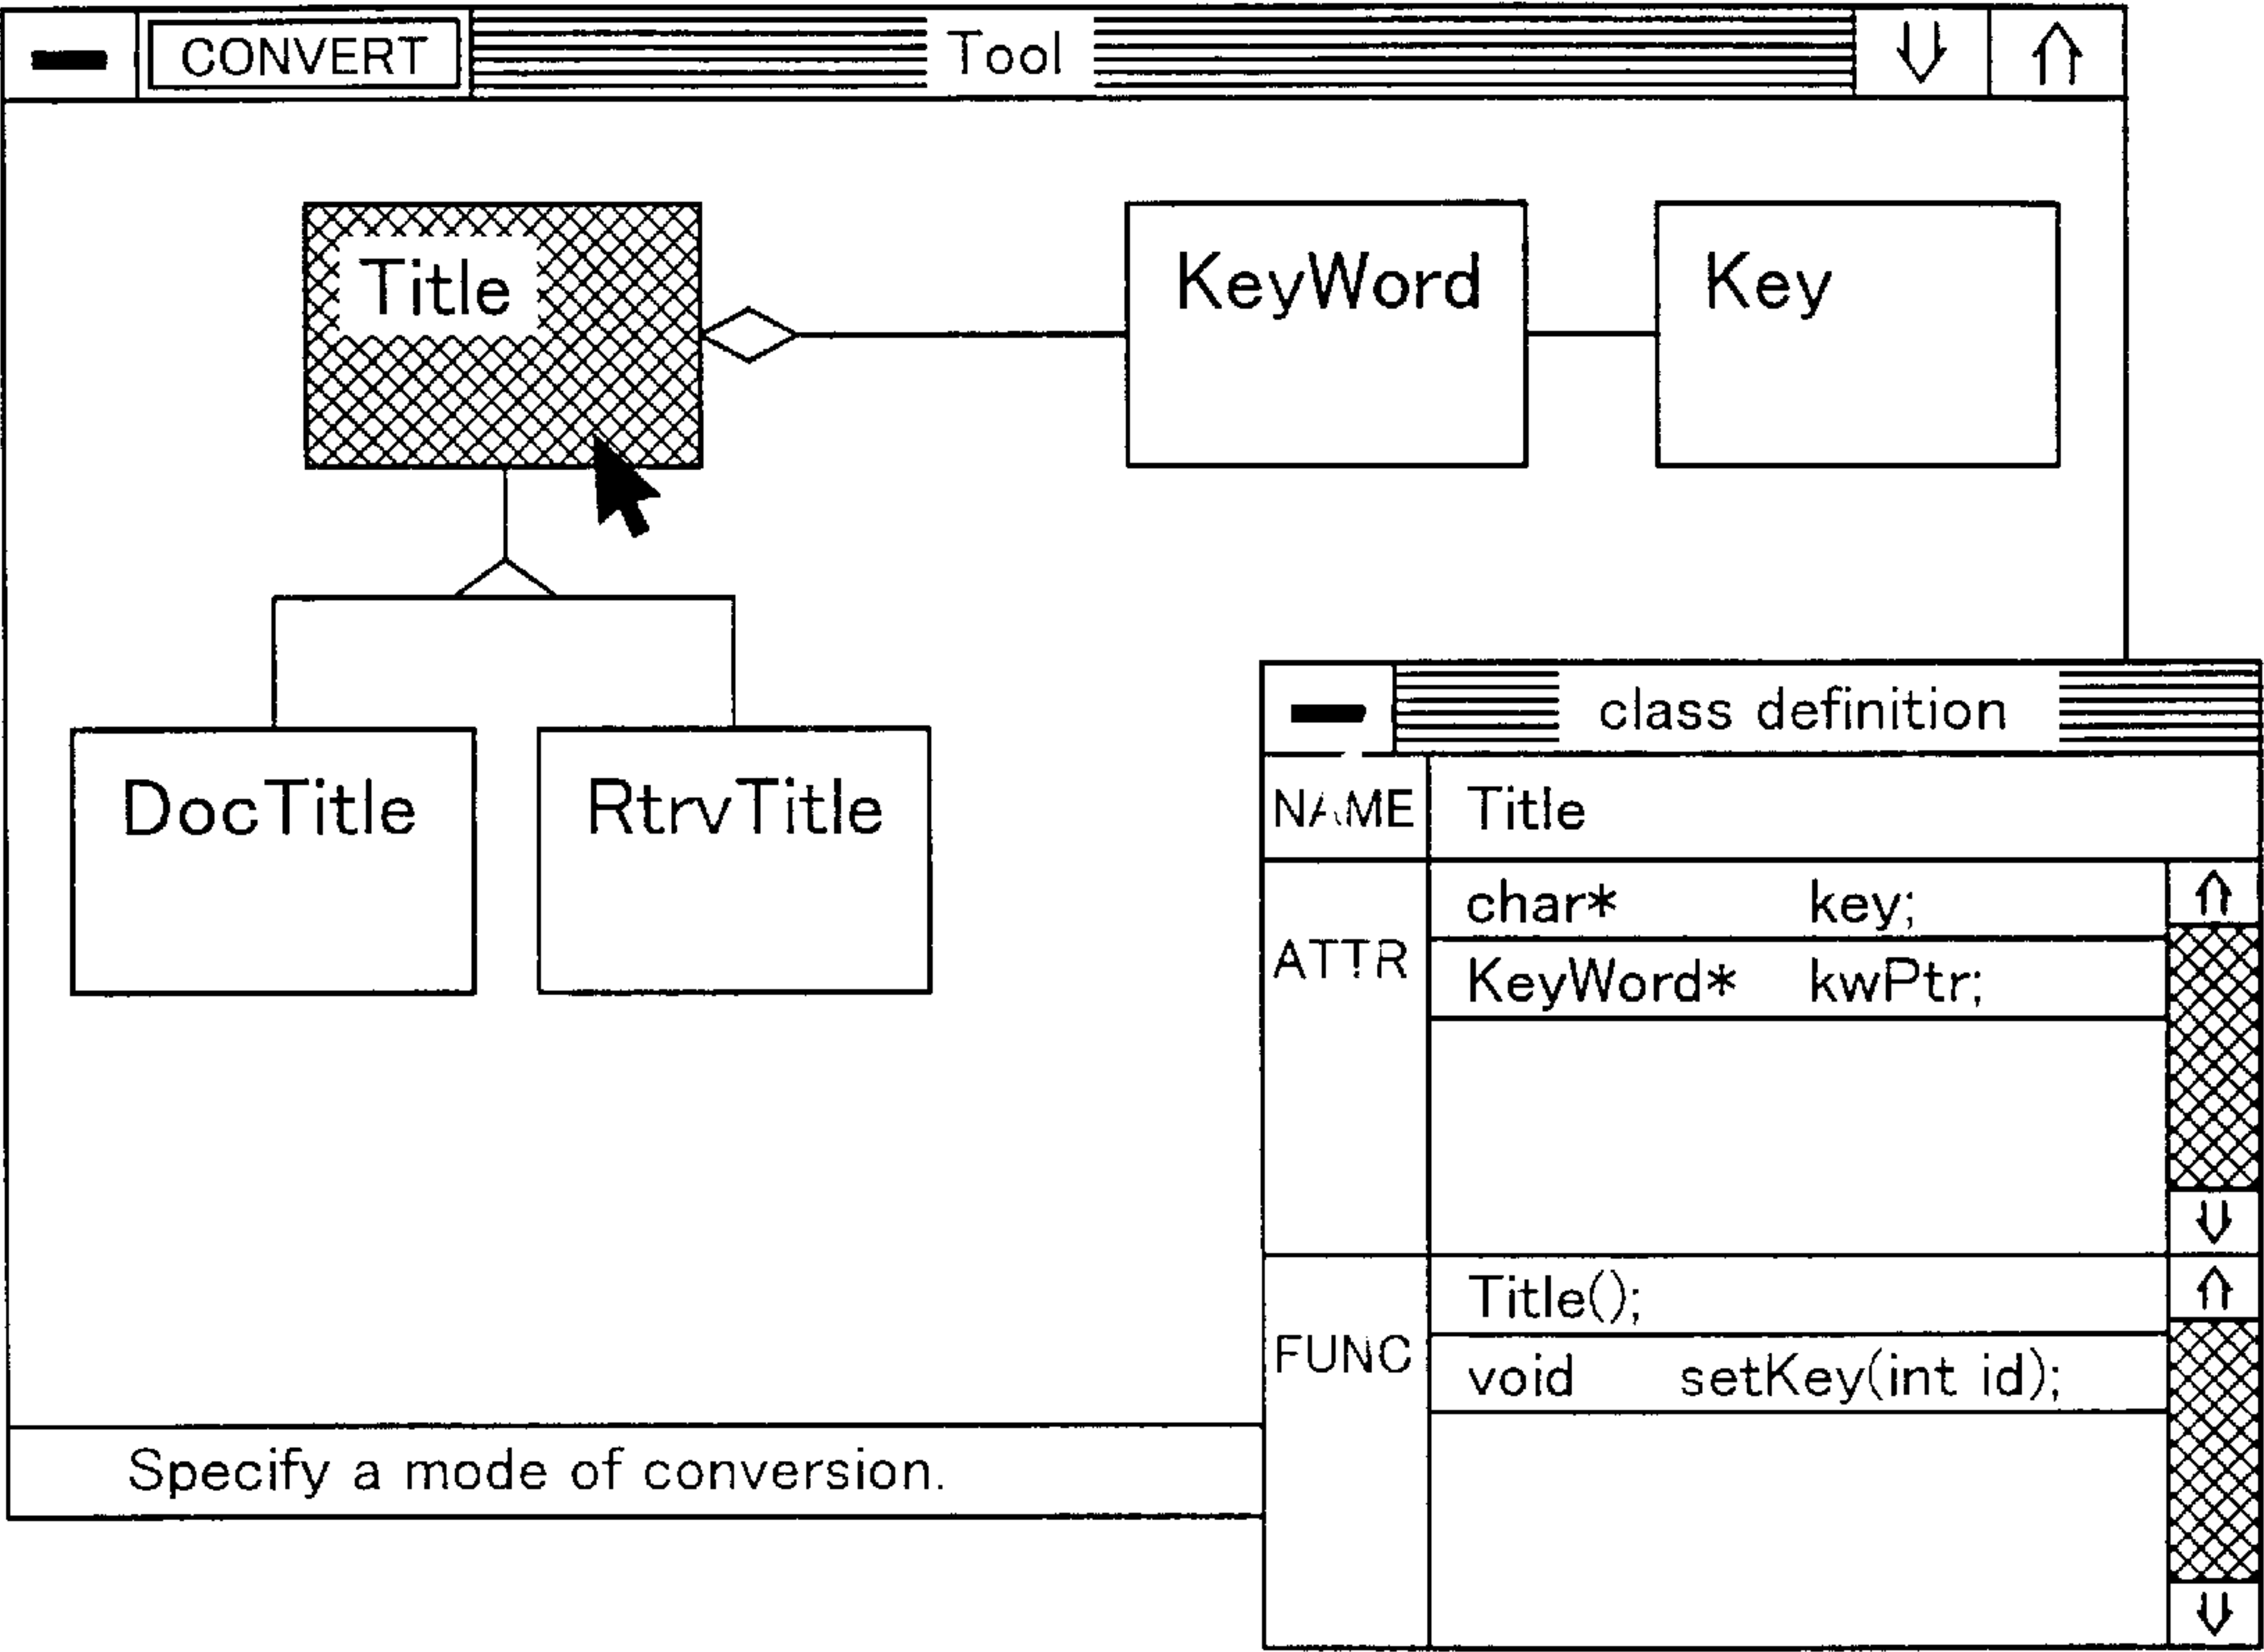 CONVERT Tool
Title KeyWord Key
DocTitle RtrvTitle
class definition
NAME Title
ATTR
char* key;
KeyWord* kwPtr;
FUNC
Title();
void setKey(int id);
Specify a mode of conversion.